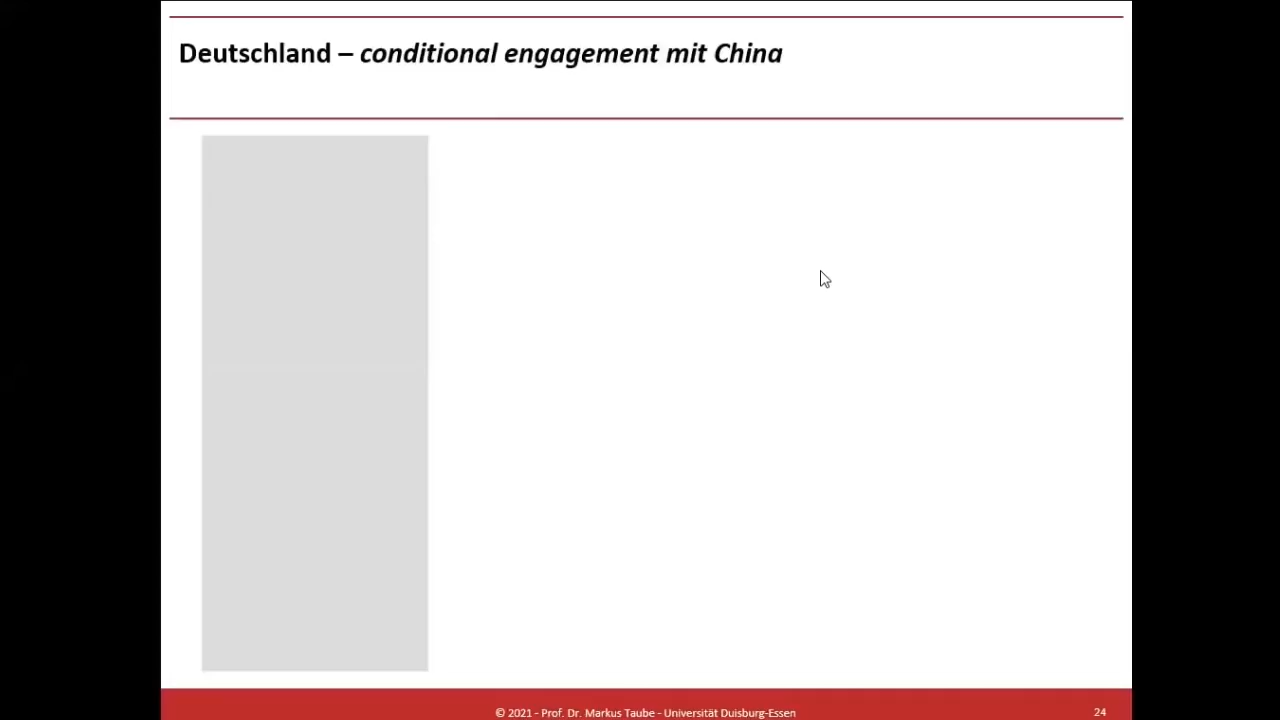 Deutschland – conditional engagement mit China
© 2021 - Prof. Dr. Markus Taube - Universität Duisburg-Essen
24